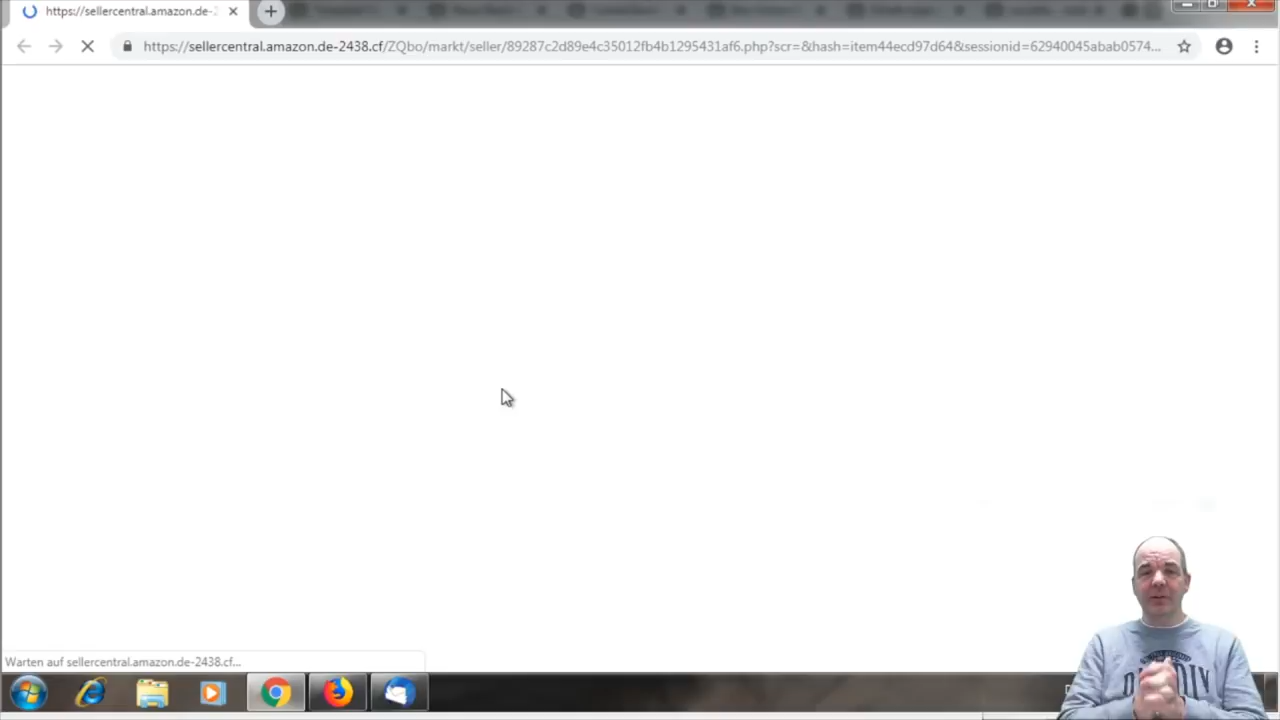 https://sellercentral.amazon.de-2
https://sellercentral.amazon.de-2438.cf/ZQbo/markt/seller/89287c2d89e4c35012fb4b1295431af6.php?scr=&hash=item44ecd97d64&sessionid=62940045abab0574...
Warten auf sellercentral.amazon.de-2438.cf...